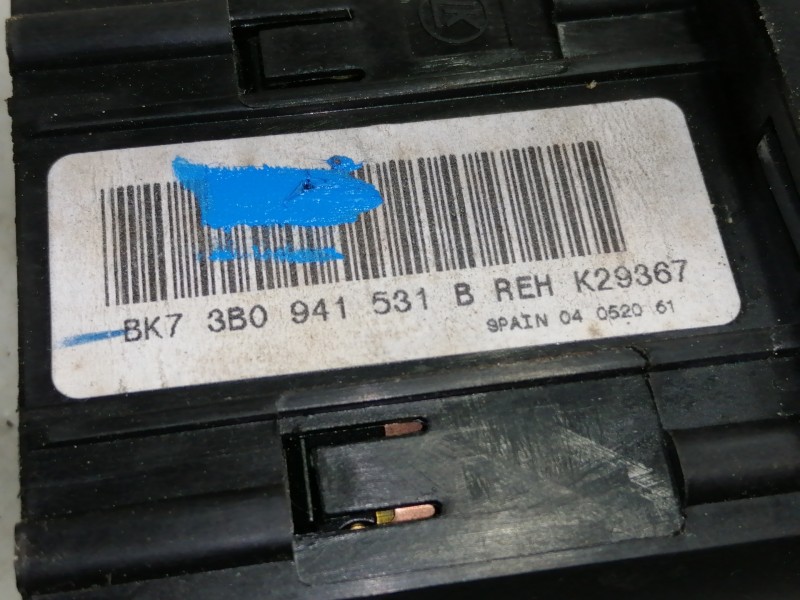 BK7 3B0 941 531 B REH K29367
SPAIN 04 0520 61